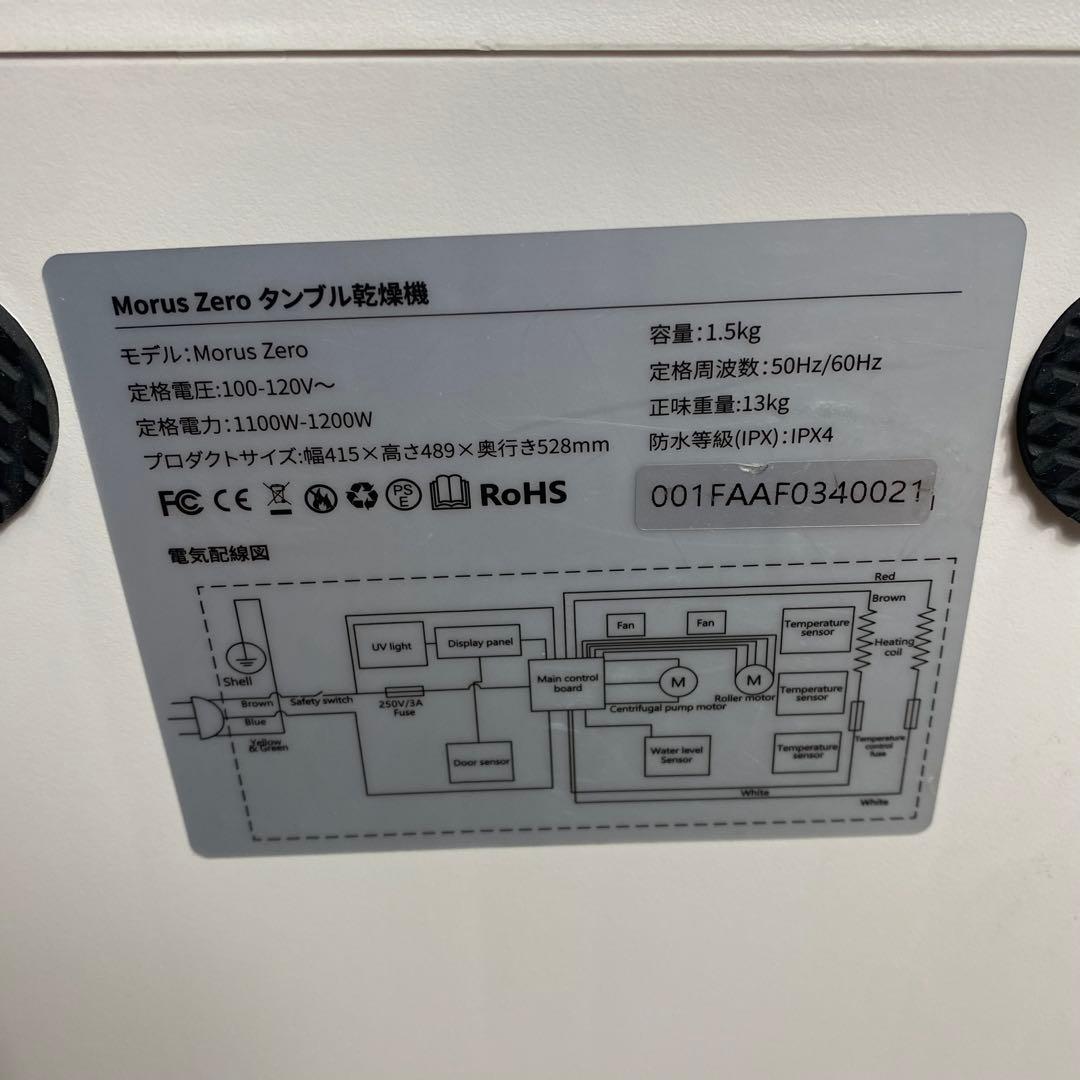 Morus Zero タンブル乾燥機
モデル:Morus Zero
定格電圧:100-120V～
定格電力:1100W-1200W
プロダクトサイズ:幅415×高さ489×奥行き528mm
容量:1.5kg
定格周波数:50Hz/60Hz
正味重量:13kg
防水等級(IPX):IPX4
FC CE PSE RoHS
001FAAF0340021
電気配線図
Red
Brown
Fan
Fan
Temperature sensor
UV light
Display panel
Heating coil
Shell
Main control board
M
M
Roller motor
Temperature sensor
Brown
Safety switch
250V/3A Fuse
Centrifugal pump motor
Blue
Yellow & Green
Door sensor
Water level Sensor
Temperature sensor
Temperature control fuse
White
White